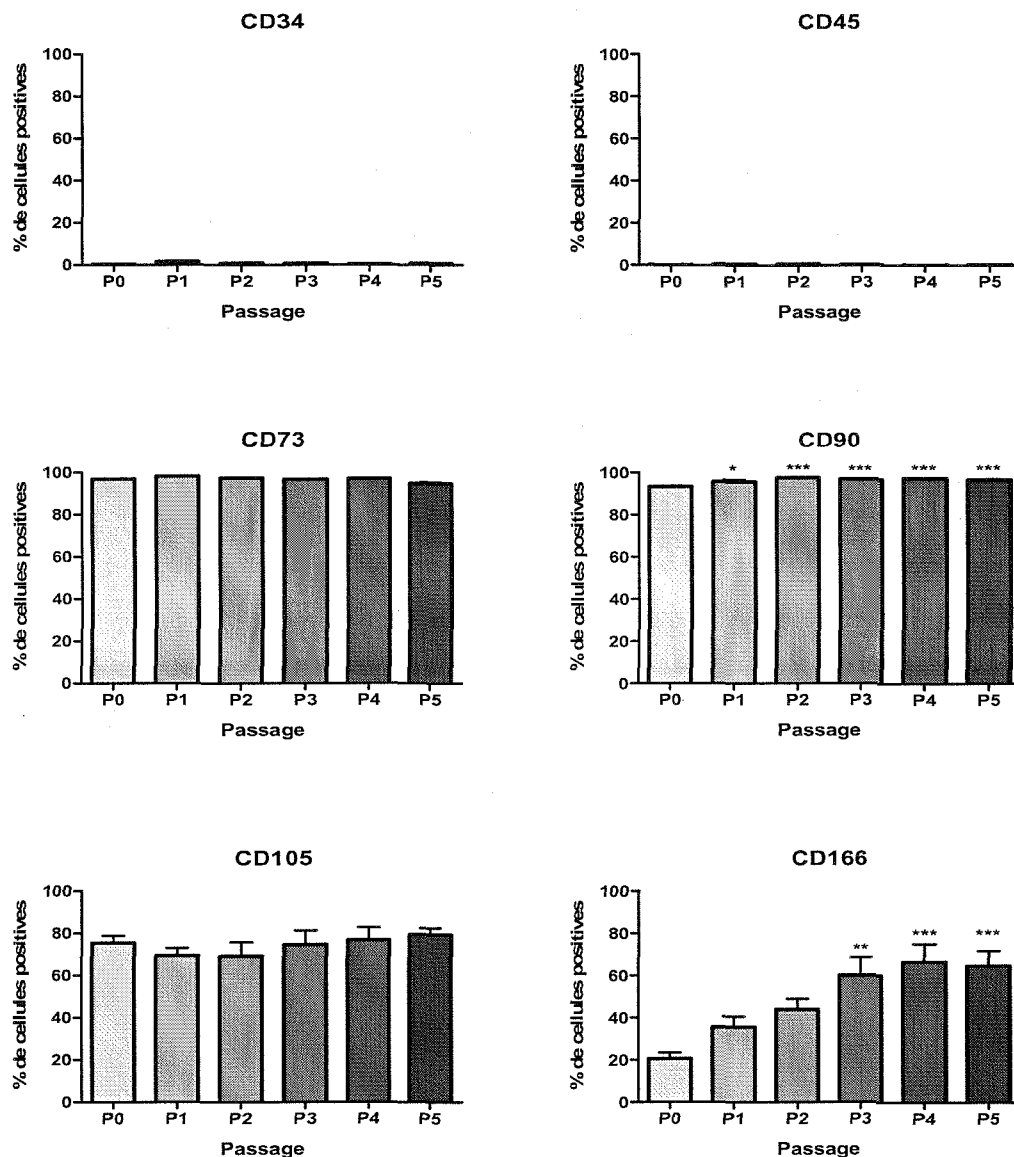 CD34
% de cellules positives
100
80
60
40
20
0
P0 P1 P2 P3 P4 P5
Passage
CD45
% de cellules positives
100
80
60
40
20
0
P0 P1 P2 P3 P4 P5
Passage
CD73
% de cellules positives
100
80
60
40
20
0
P0 P1 P2 P3 P4 P5
Passage
CD90
% de cellules positives
100
80
60
40
20
0
* *** *** *** ***
P0 P1 P2 P3 P4 P5
Passage
CD105
% de cellules positives
100
80
60
40
20
0
P0 P1 P2 P3 P4 P5
Passage
CD166
% de cellules positives
100
80
60
40
20
0
** *** ***
P0 P1 P2 P3 P4 P5
Passage